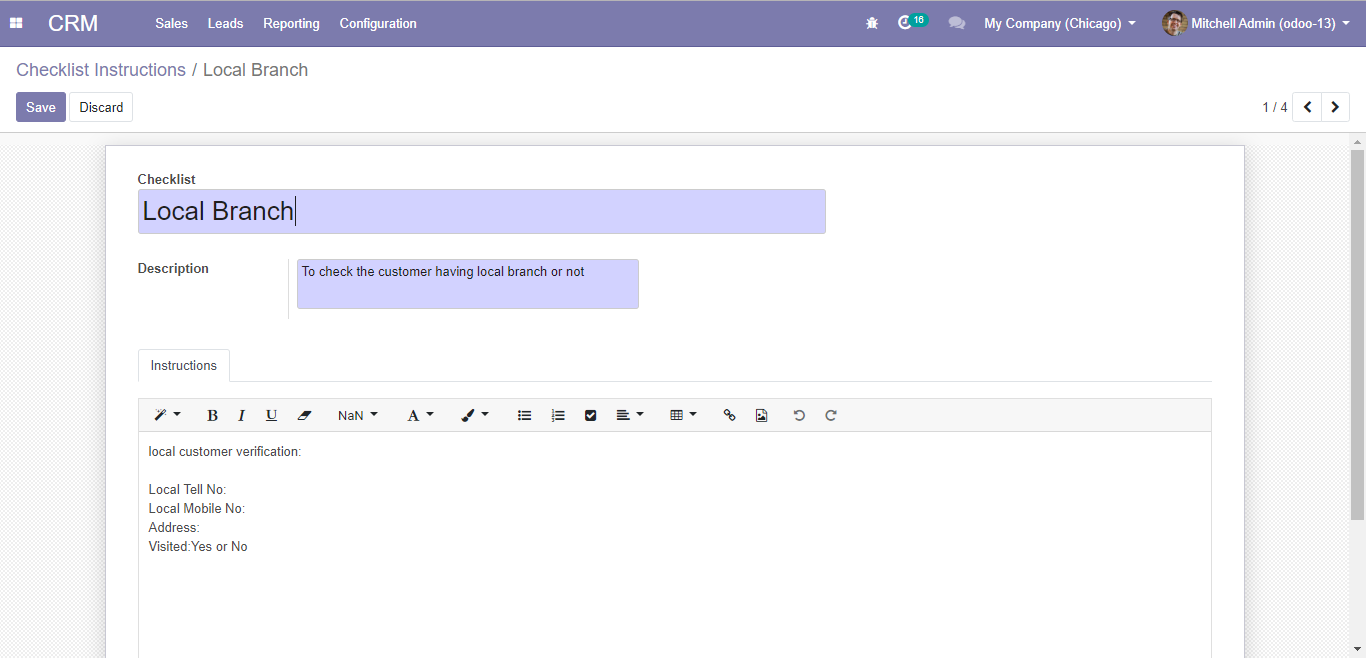 CRM Sales Leads Reporting Configuration 16 My Company (Chicago) Mitchell Admin (odoo-13)
Checklist Instructions / Local Branch
Save Discard 1 / 4
Checklist
Local Branch
Description To check the customer having local branch or not
Instructions
B I U NaN A
local customer verification:
Local Tell No:
Local Mobile No:
Address:
Visited:Yes or No